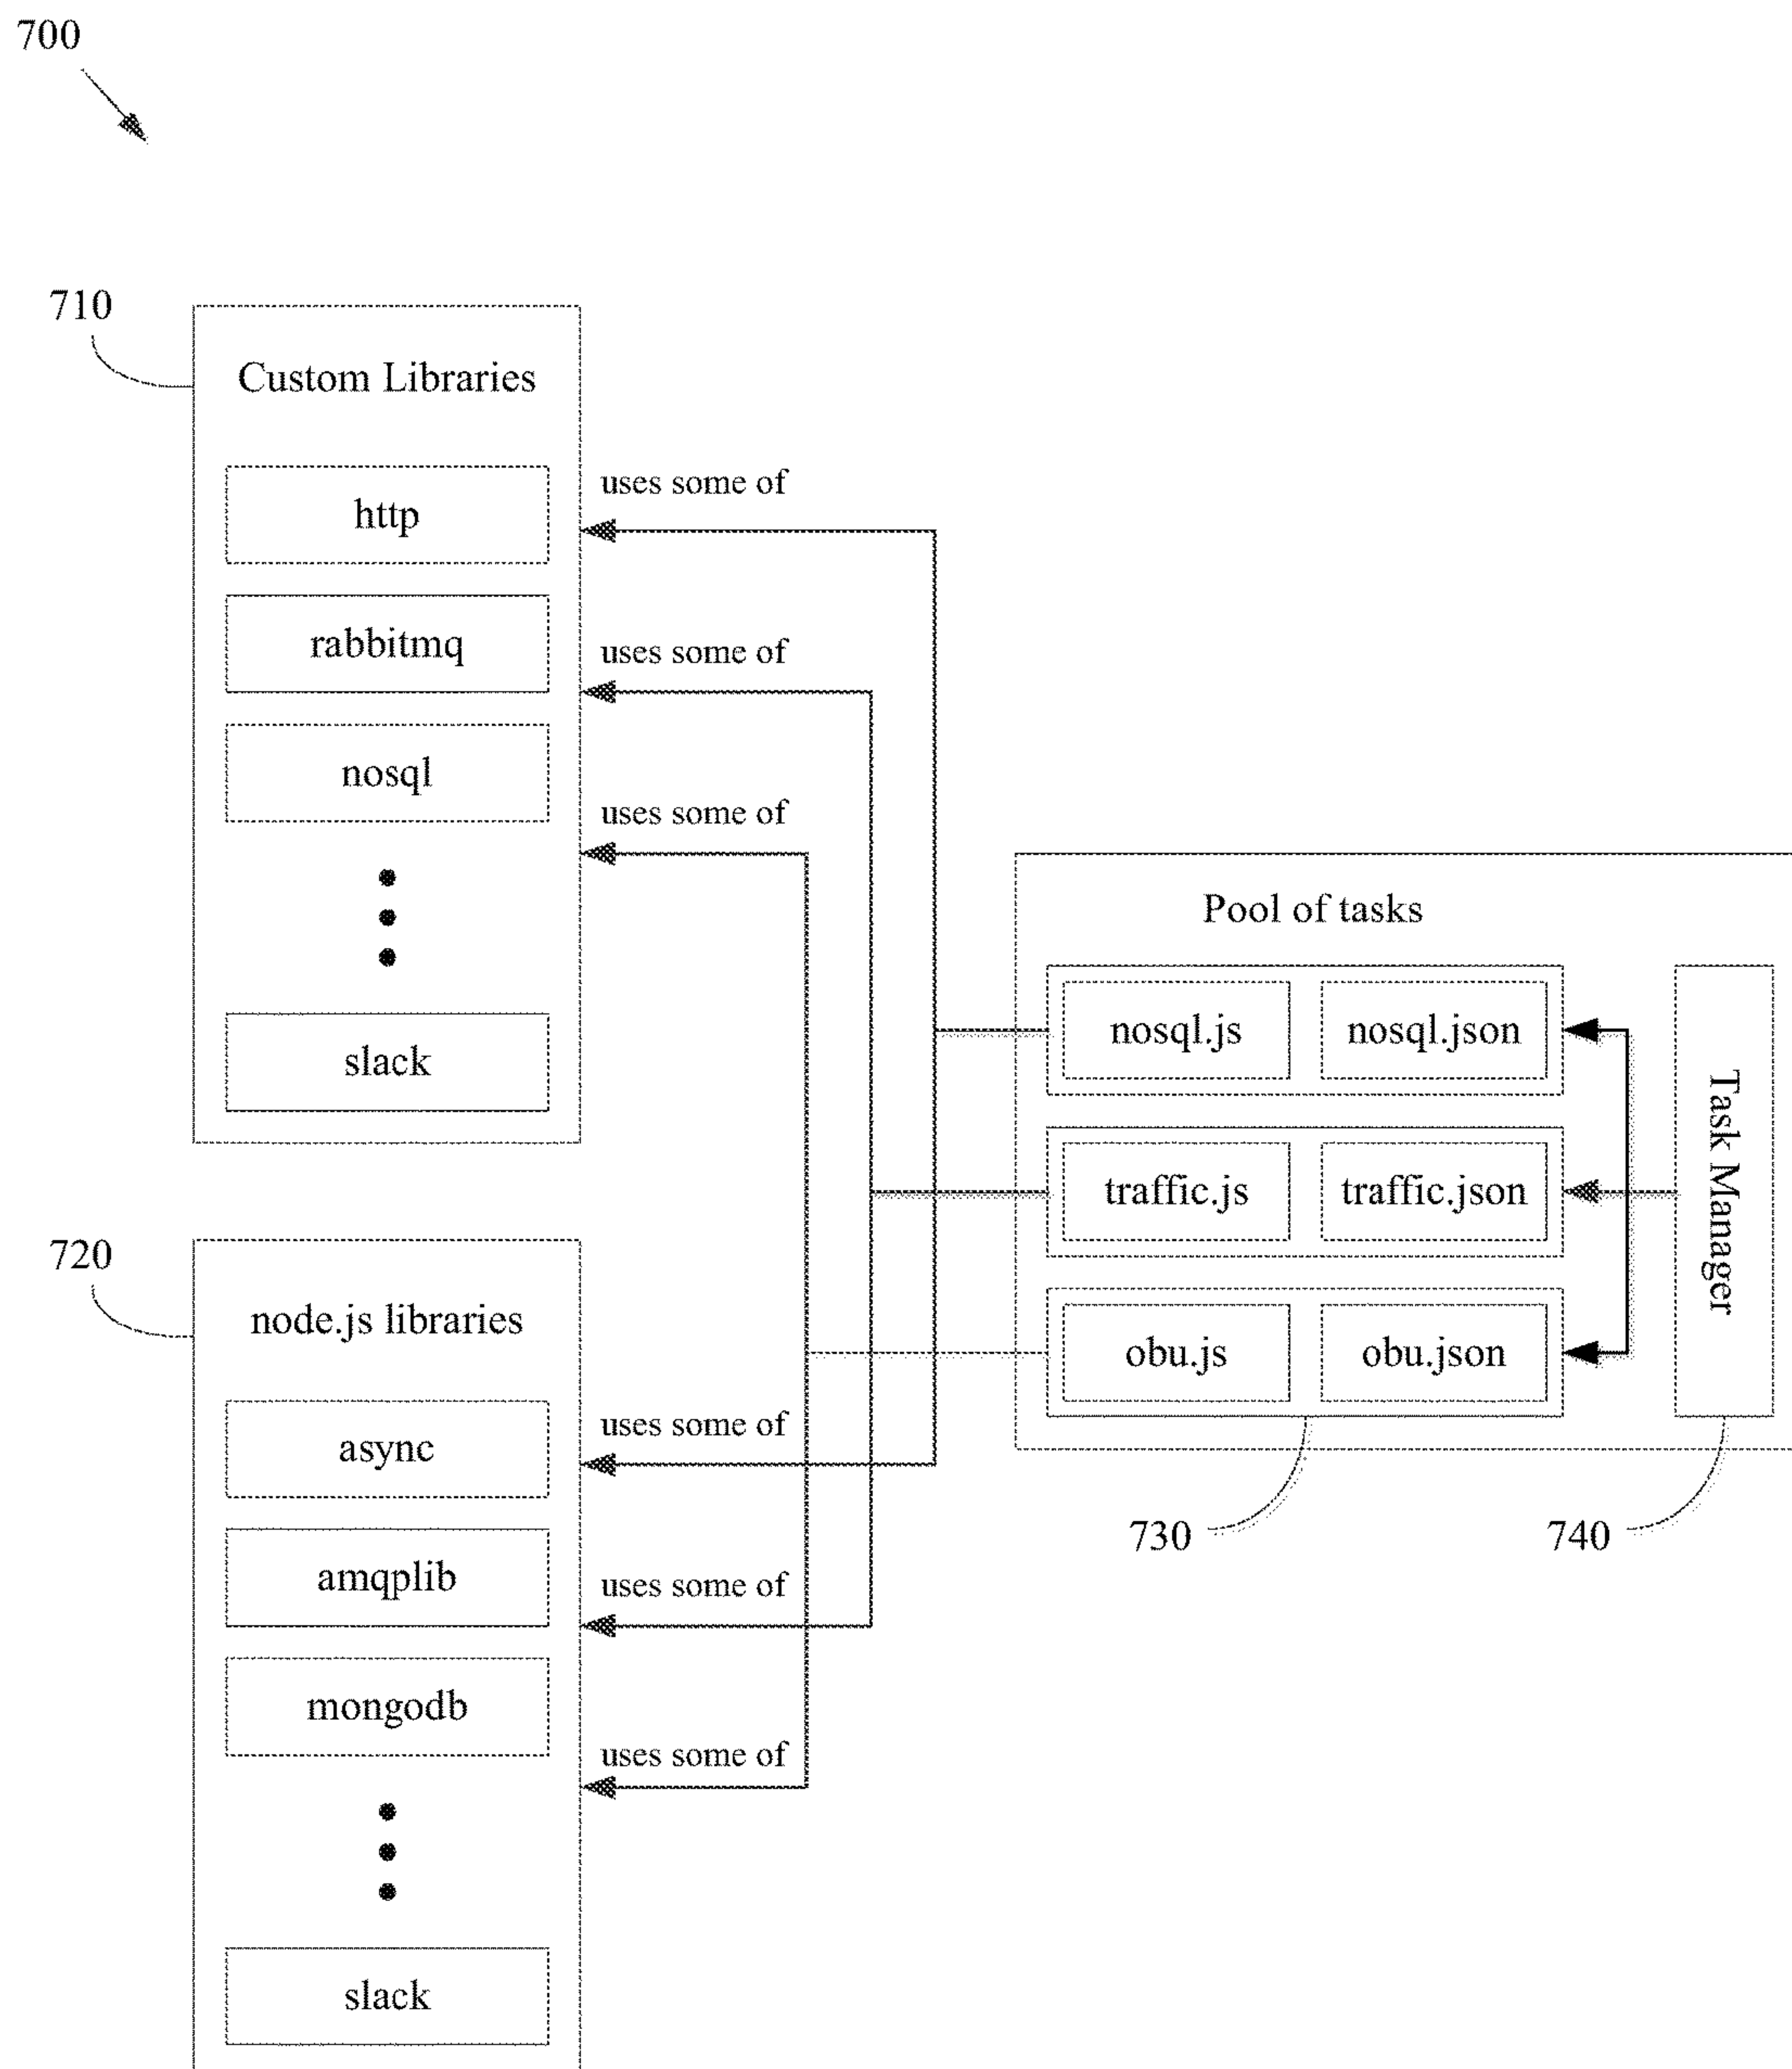 700
710
Custom Libraries
http
rabbitmq
nosql
slack
uses some of
uses some of
uses some of
720
node.js libraries
async
amqplib
mongodb
slack
uses some of
uses some of
uses some of
Pool of tasks
nosql.js nosql.json
traffic.js traffic.json
obu.js obu.json
Task Manager
730
740